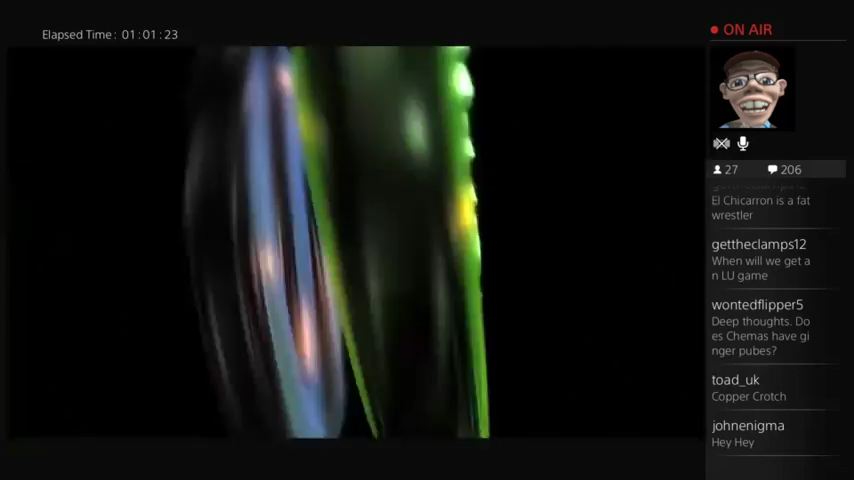 Elapsed Time: 01:01:23
ON AIR
27 206
El Chicarron is a fat
wrestler
gettheclamps12
When will we get a
n LU game
wontedflipper5
Deep thoughts. Do
es Chemas have gi
nger pubes?
toad_uk
Copper Crotch
johnenigma
Hey Hey